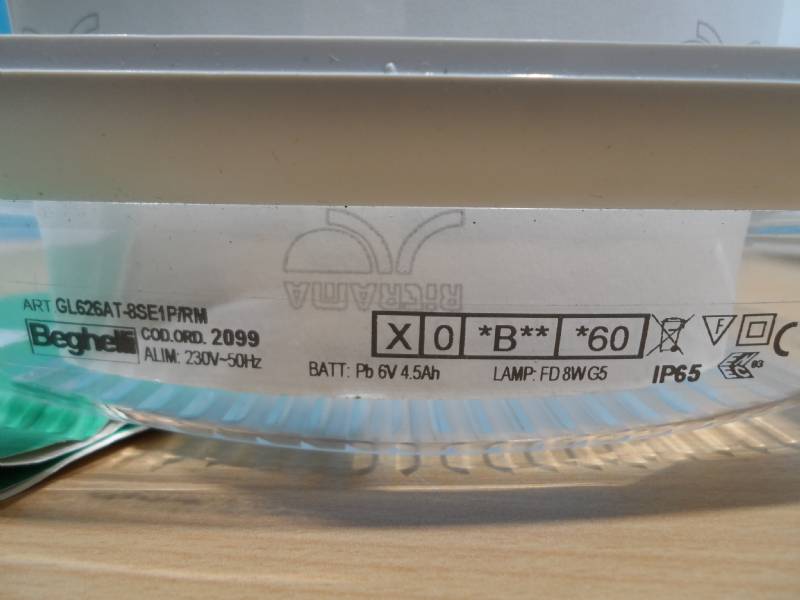 RITRAMA
ART GL626AT-8SE1P/RM
Beghelli COD.ORD. 2099
ALIM: 230V~50Hz
X 0 *B** *60
BATT: Pb 6V 4.5Ah LAMP: FD 8W G5 IP65
F
03